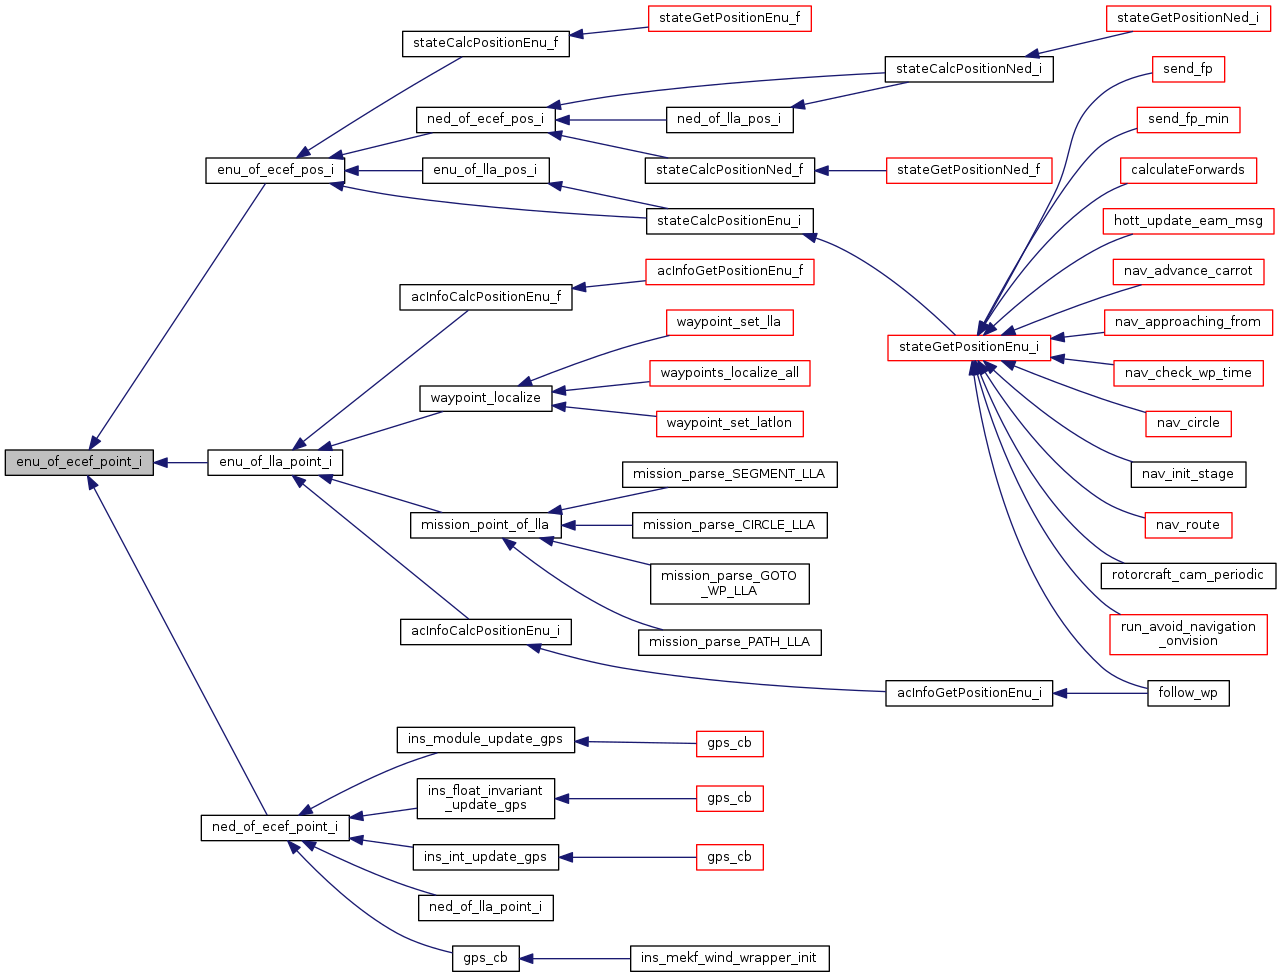 stateGetPositionEnu_f
stateGetPositionNed_i
stateCalcPositionEnu_f
stateCalcPositionNed_i
send_fp
ned_of_ecef_pos_i
ned_of_lla_pos_i
send_fp_min
enu_of_ecef_pos_i
enu_of_lla_pos_i
stateCalcPositionNed_f
stateGetPositionNed_f
calculateForwards
stateCalcPositionEnu_i
hott_update_eam_msg
acInfoCalcPositionEnu_f
acInfoGetPositionEnu_f
nav_advance_carrot
waypoint_set_lla
nav_approaching_from
stateGetPositionEnu_i
waypoints_localize_all
nav_check_wp_time
waypoint_localize
waypoint_set_latlon
nav_circle
enu_of_ecef_point_i
enu_of_lla_point_i
mission_parse_SEGMENT_LLA
nav_init_stage
mission_point_of_lla
mission_parse_CIRCLE_LLA
nav_route
mission_parse_GOTO
_WP_LLA
rotorcraft_cam_periodic
acInfoCalcPositionEnu_i
mission_parse_PATH_LLA
run_avoid_navigation
_onvision
acInfoGetPositionEnu_i
follow_wp
ins_module_update_gps
gps_cb
ins_float_invariant
_update_gps
gps_cb
ned_of_ecef_point_i
ins_int_update_gps
gps_cb
ned_of_lla_point_i
gps_cb
ins_mekf_wind_wrapper_init